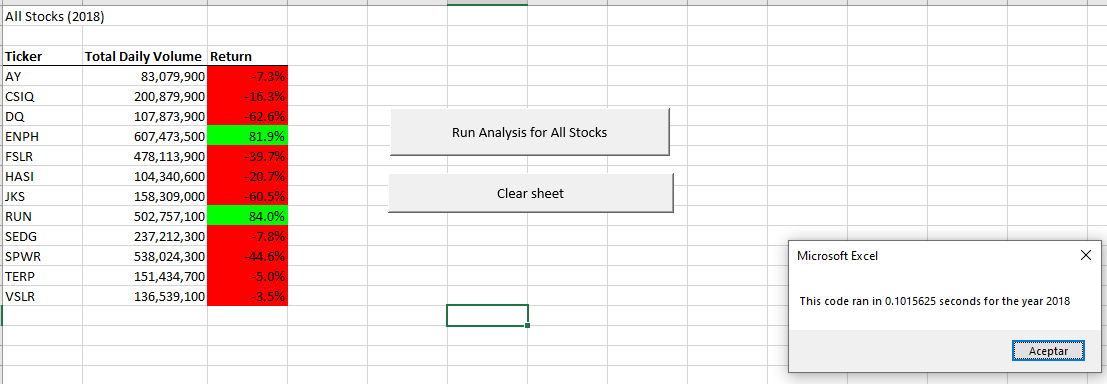 All Stocks (2018)
Ticker Total Daily Volume Return
AY 83,079,900 -7.3%
CSIQ 200,879,900 -16.3%
DQ 107,873,900 -62.6%
ENPH 607,473,500 81.9%
FSLR 478,113,900 -39.7%
HASI 104,340,600 -20.7%
JKS 158,309,000 -60.5%
RUN 502,757,100 84.0%
SEDG 237,212,300 -7.8%
SPWR 538,024,300 -44.6%
TERP 151,434,700 -5.0%
VSLR 136,539,100 -3.5%
Run Analysis for All Stocks
Clear sheet
Microsoft Excel
This code ran in 0.1015625 seconds for the year 2018
Aceptar